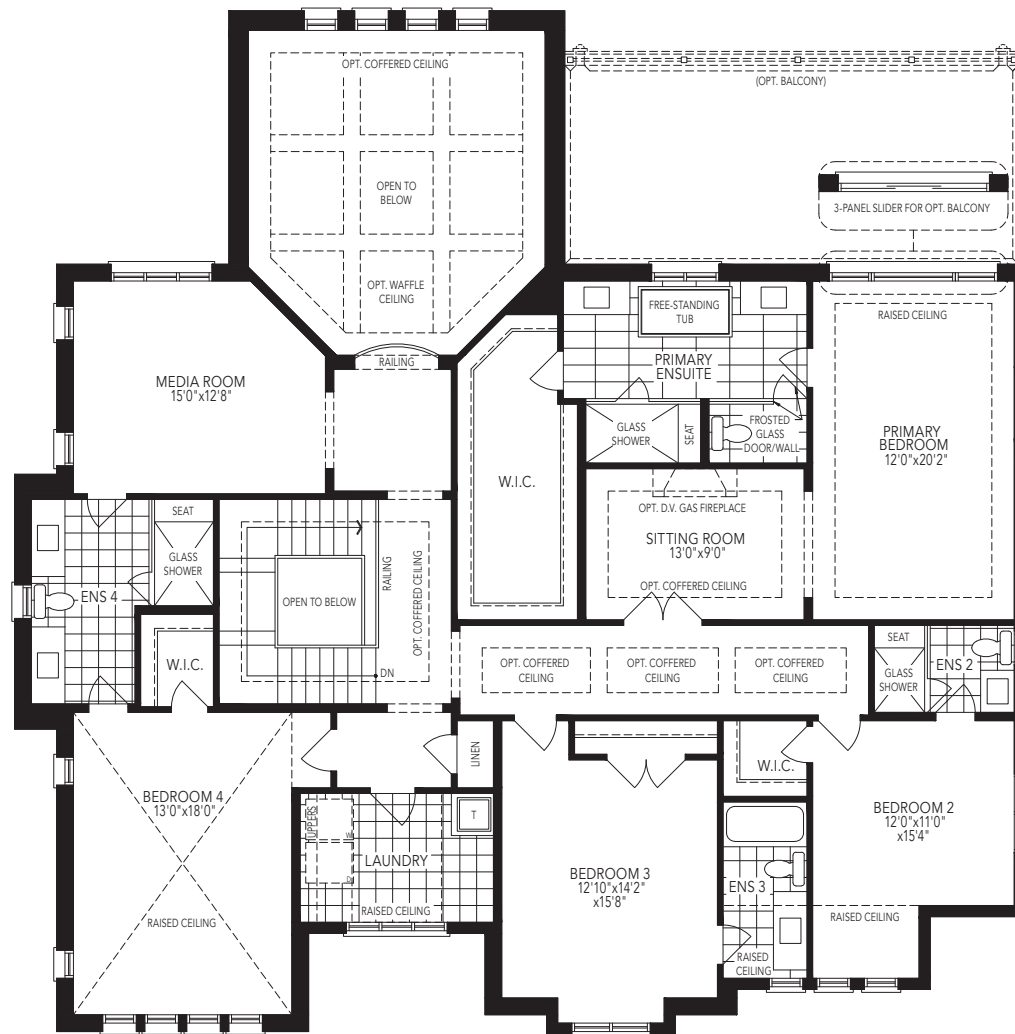 OPT. COFFERED CEILING
(OPT. BALCONY)
OPEN TO
BELOW
3-PANEL SLIDER FOR OPT. BALCONY
OPT. WAFFLE
CEILING
FREE-STANDING
TUB
RAISED CEILING
RAILING
PRIMARY
ENSUITE
MEDIA ROOM
15'0"x12'8"
GLASS
SHOWER
SEAT
FROSTED
GLASS
DOOR/WALL
PRIMARY
BEDROOM
12'0"x20'2"
W.I.C.
OPT. D.V. GAS FIREPLACE
SITTING ROOM
13'0"x9'0"
OPT. COFFERED CEILING
SEAT
GLASS
SHOWER
ENS 4
OPEN TO BELOW
RAILING
OPT. COFFERED CEILING
DN
W.I.C.
OPT. COFFERED
CEILING
OPT. COFFERED
CEILING
OPT. COFFERED
CEILING
SEAT
GLASS
SHOWER
ENS 2
LINEN
W.I.C.
BEDROOM 4
13'0"x18'0"
RAISED CEILING
UPPERS
W
D
T
LAUNDRY
RAISED CEILING
BEDROOM 3
12'10"x14'2"
x15'8"
ENS 3
RAISED
CEILING
BEDROOM 2
12'0"x11'0"
x15'4"
RAISED CEILING